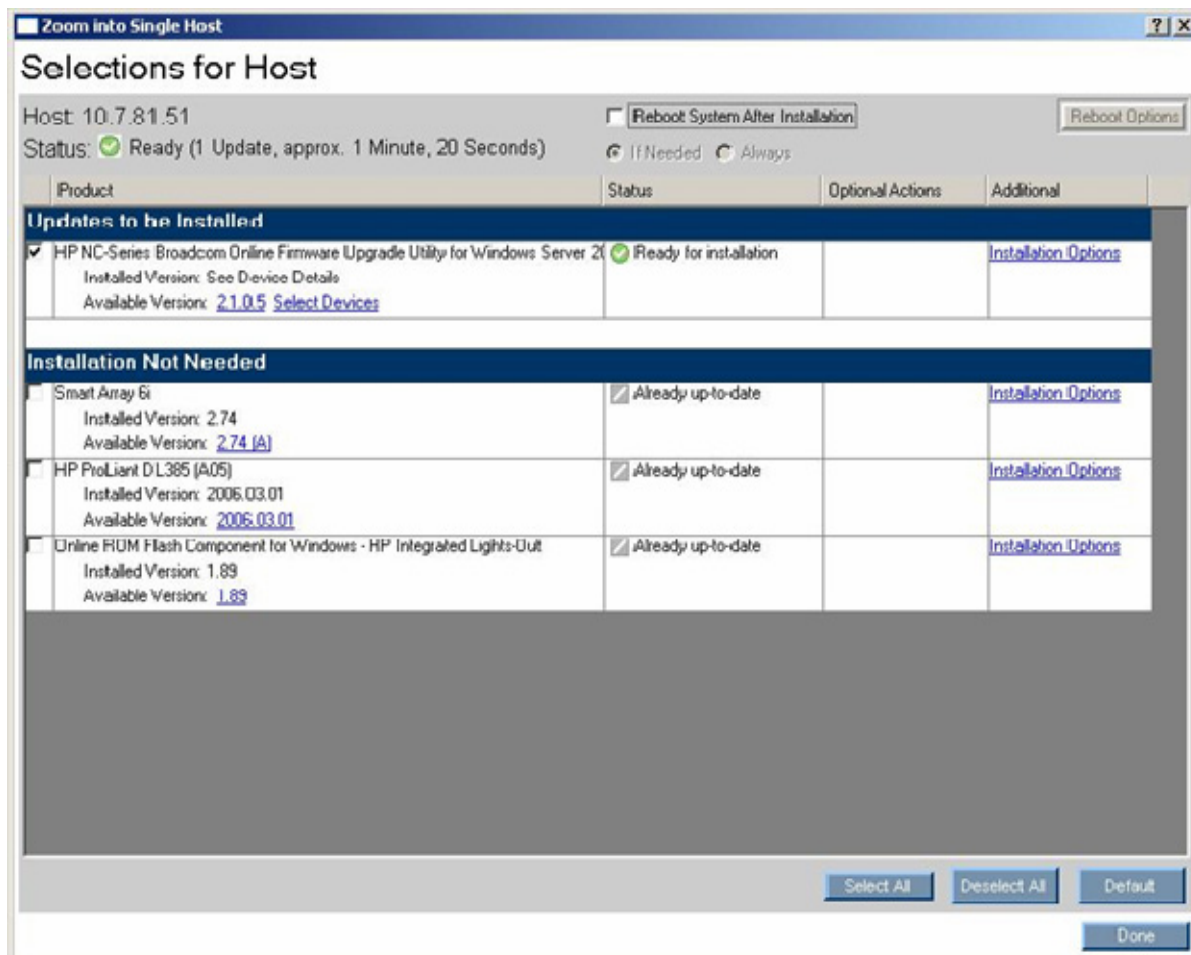 Zoom into Single Host
Selections for Host
Host: 10.7.81.51
Reboot System After Installation
Reboot Options
Status: Ready (1 Update, approx. 1 Minute, 20 Seconds)
If Needed Always
Product Status Optional Actions Additional
Updates to be Installed
HP NC-Series Broadcom Online Firmware Upgrade Utility for Windows Server 20 Ready for installation Installation Options
Installed Version: See Device Details
Available Version: 2.1.0.5 Select Devices
Installation Not Needed
Smart Array 6i Already up-to-date Installation Options
Installed Version: 2.74
Available Version: 2.74 (A)
HP ProLiant DL385 (A05) Already up-to-date Installation Options
Installed Version: 2006.03.01
Available Version: 2006.03.01
Online ROM Flash Component for Windows - HP Integrated Lights-Out Already up-to-date Installation Options
Installed Version: 1.89
Available Version: 1.89
Select All Deselect All Default
Done